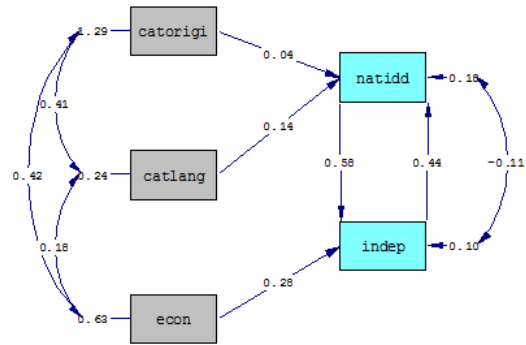 1.29 catorigi
0.04
natidd 0.18
0.41
0.14
0.42 0.24 catlang 0.58 0.44 -0.11
0.18
indep 0.10
0.28
0.63 econ